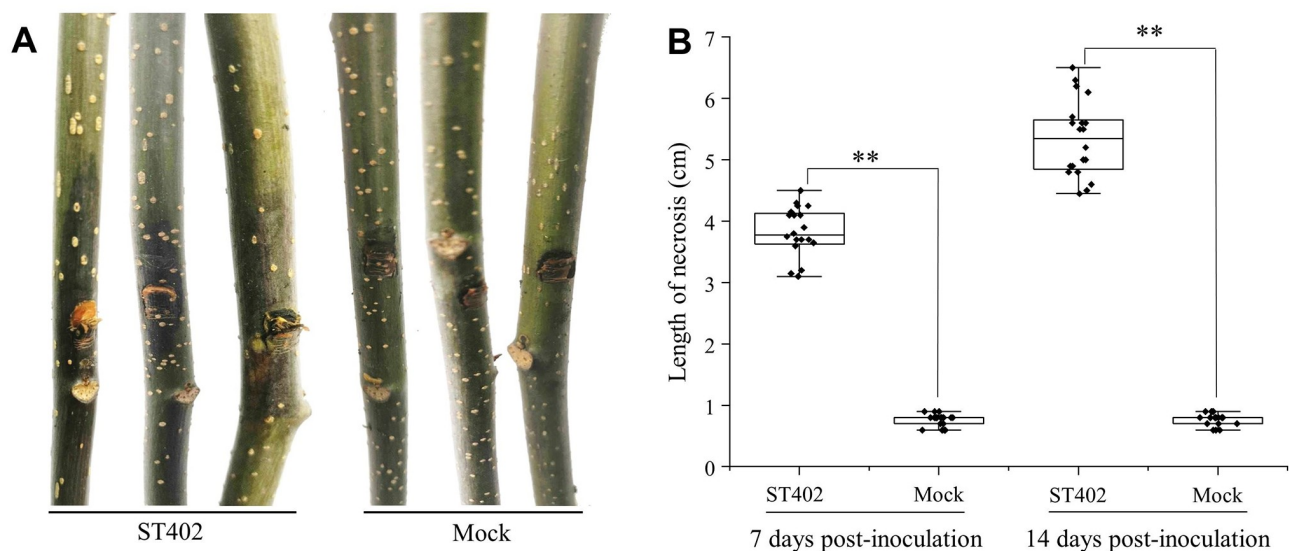 A
ST402
Mock
B
Length of necrosis (cm)
7
6
5
4
3
2
1
0
**
**
ST402
Mock
ST402
Mock
7 days post-inoculation
14 days post-inoculation